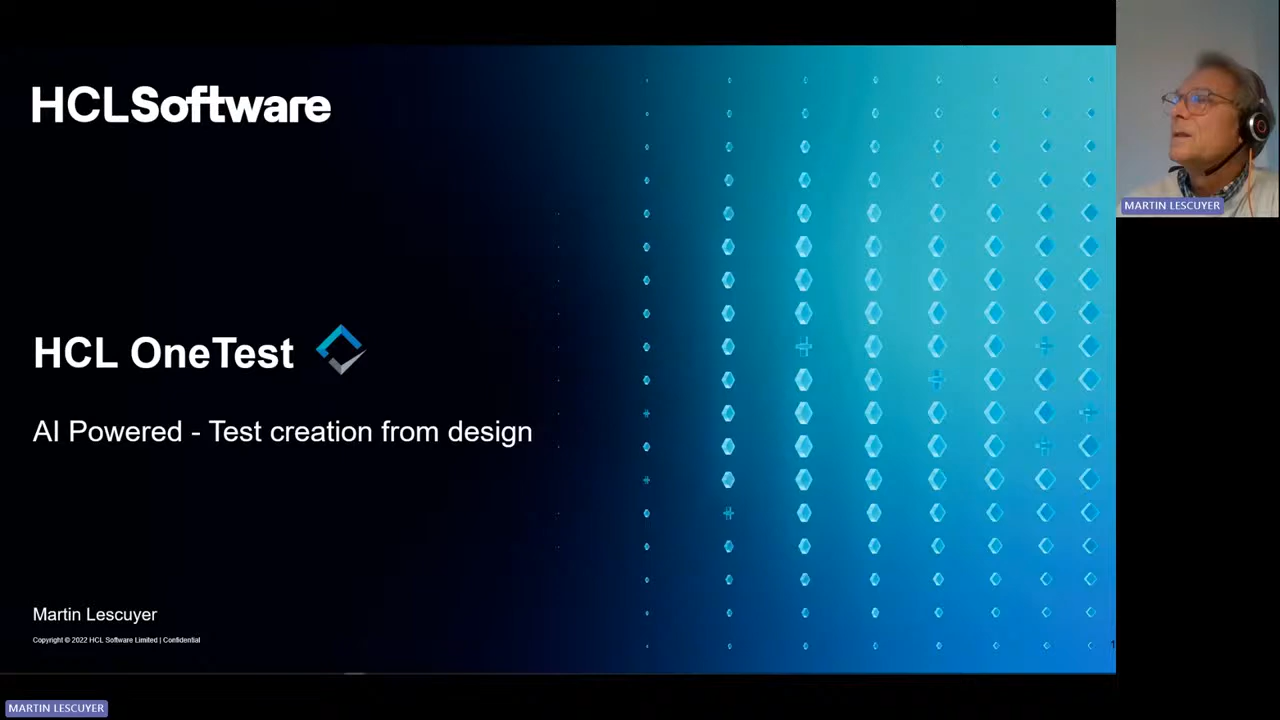 HCLSoftware
MARTIN LESCUYER
HCL OneTest
AI Powered - Test creation from design
Martin Lescuyer
Copyright © 2022 HCL Software Limited | Confidential
1
MARTIN LESCUYER